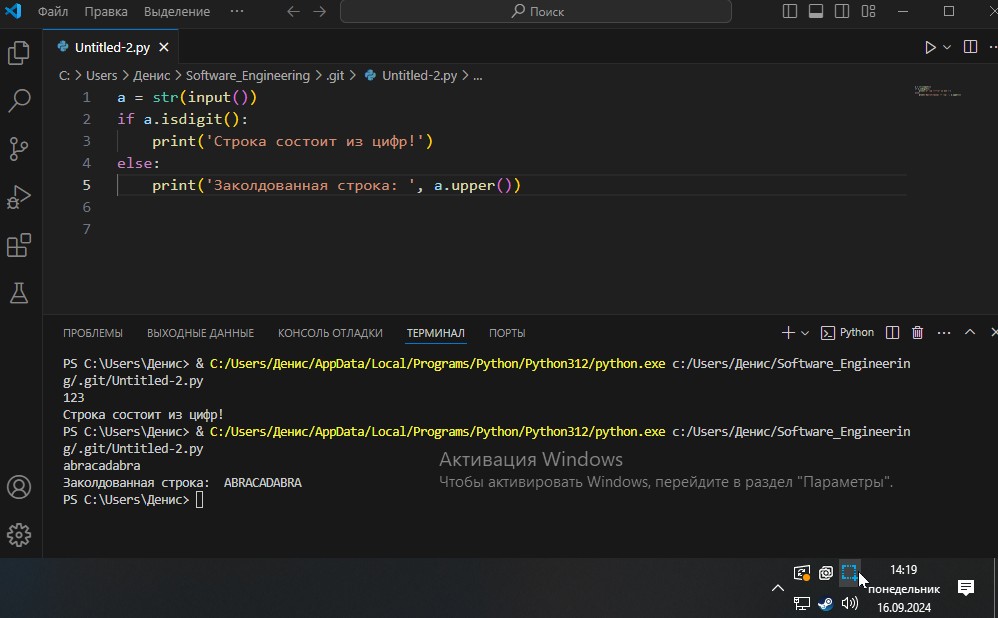 Файл Правка Выделение ··· Поиск
Untitled-2.py
C: > Users > Денис > Software_Engineering > .git > Untitled-2.py > ...
1 a = str(input())
2 if a.isdigit():
3 print('Строка состоит из цифр!')
4 else:
5 print('Заколдованная строка: ', a.upper())
6
7
ПРОБЛЕМЫ ВЫХОДНЫЕ ДАННЫЕ КОНСОЛЬ ОТЛАДКИ ТЕРМИНАЛ ПОРТЫ Python
PS C:\Users\Денис> & C:/Users/Денис/AppData/Local/Programs/Python/Python312/python.exe c:/Users/Денис/Software_Engineerin
g/.git/Untitled-2.py
123
Строка состоит из цифр!
PS C:\Users\Денис> & C:/Users/Денис/AppData/Local/Programs/Python/Python312/python.exe c:/Users/Денис/Software_Engineerin
g/.git/Untitled-2.py
abracadabra
Заколдованная строка:  ABRACADABRA
PS C:\Users\Денис>
Активация Windows
Чтобы активировать Windows, перейдите в раздел "Параметры".
14:19
понедельник
16.09.2024